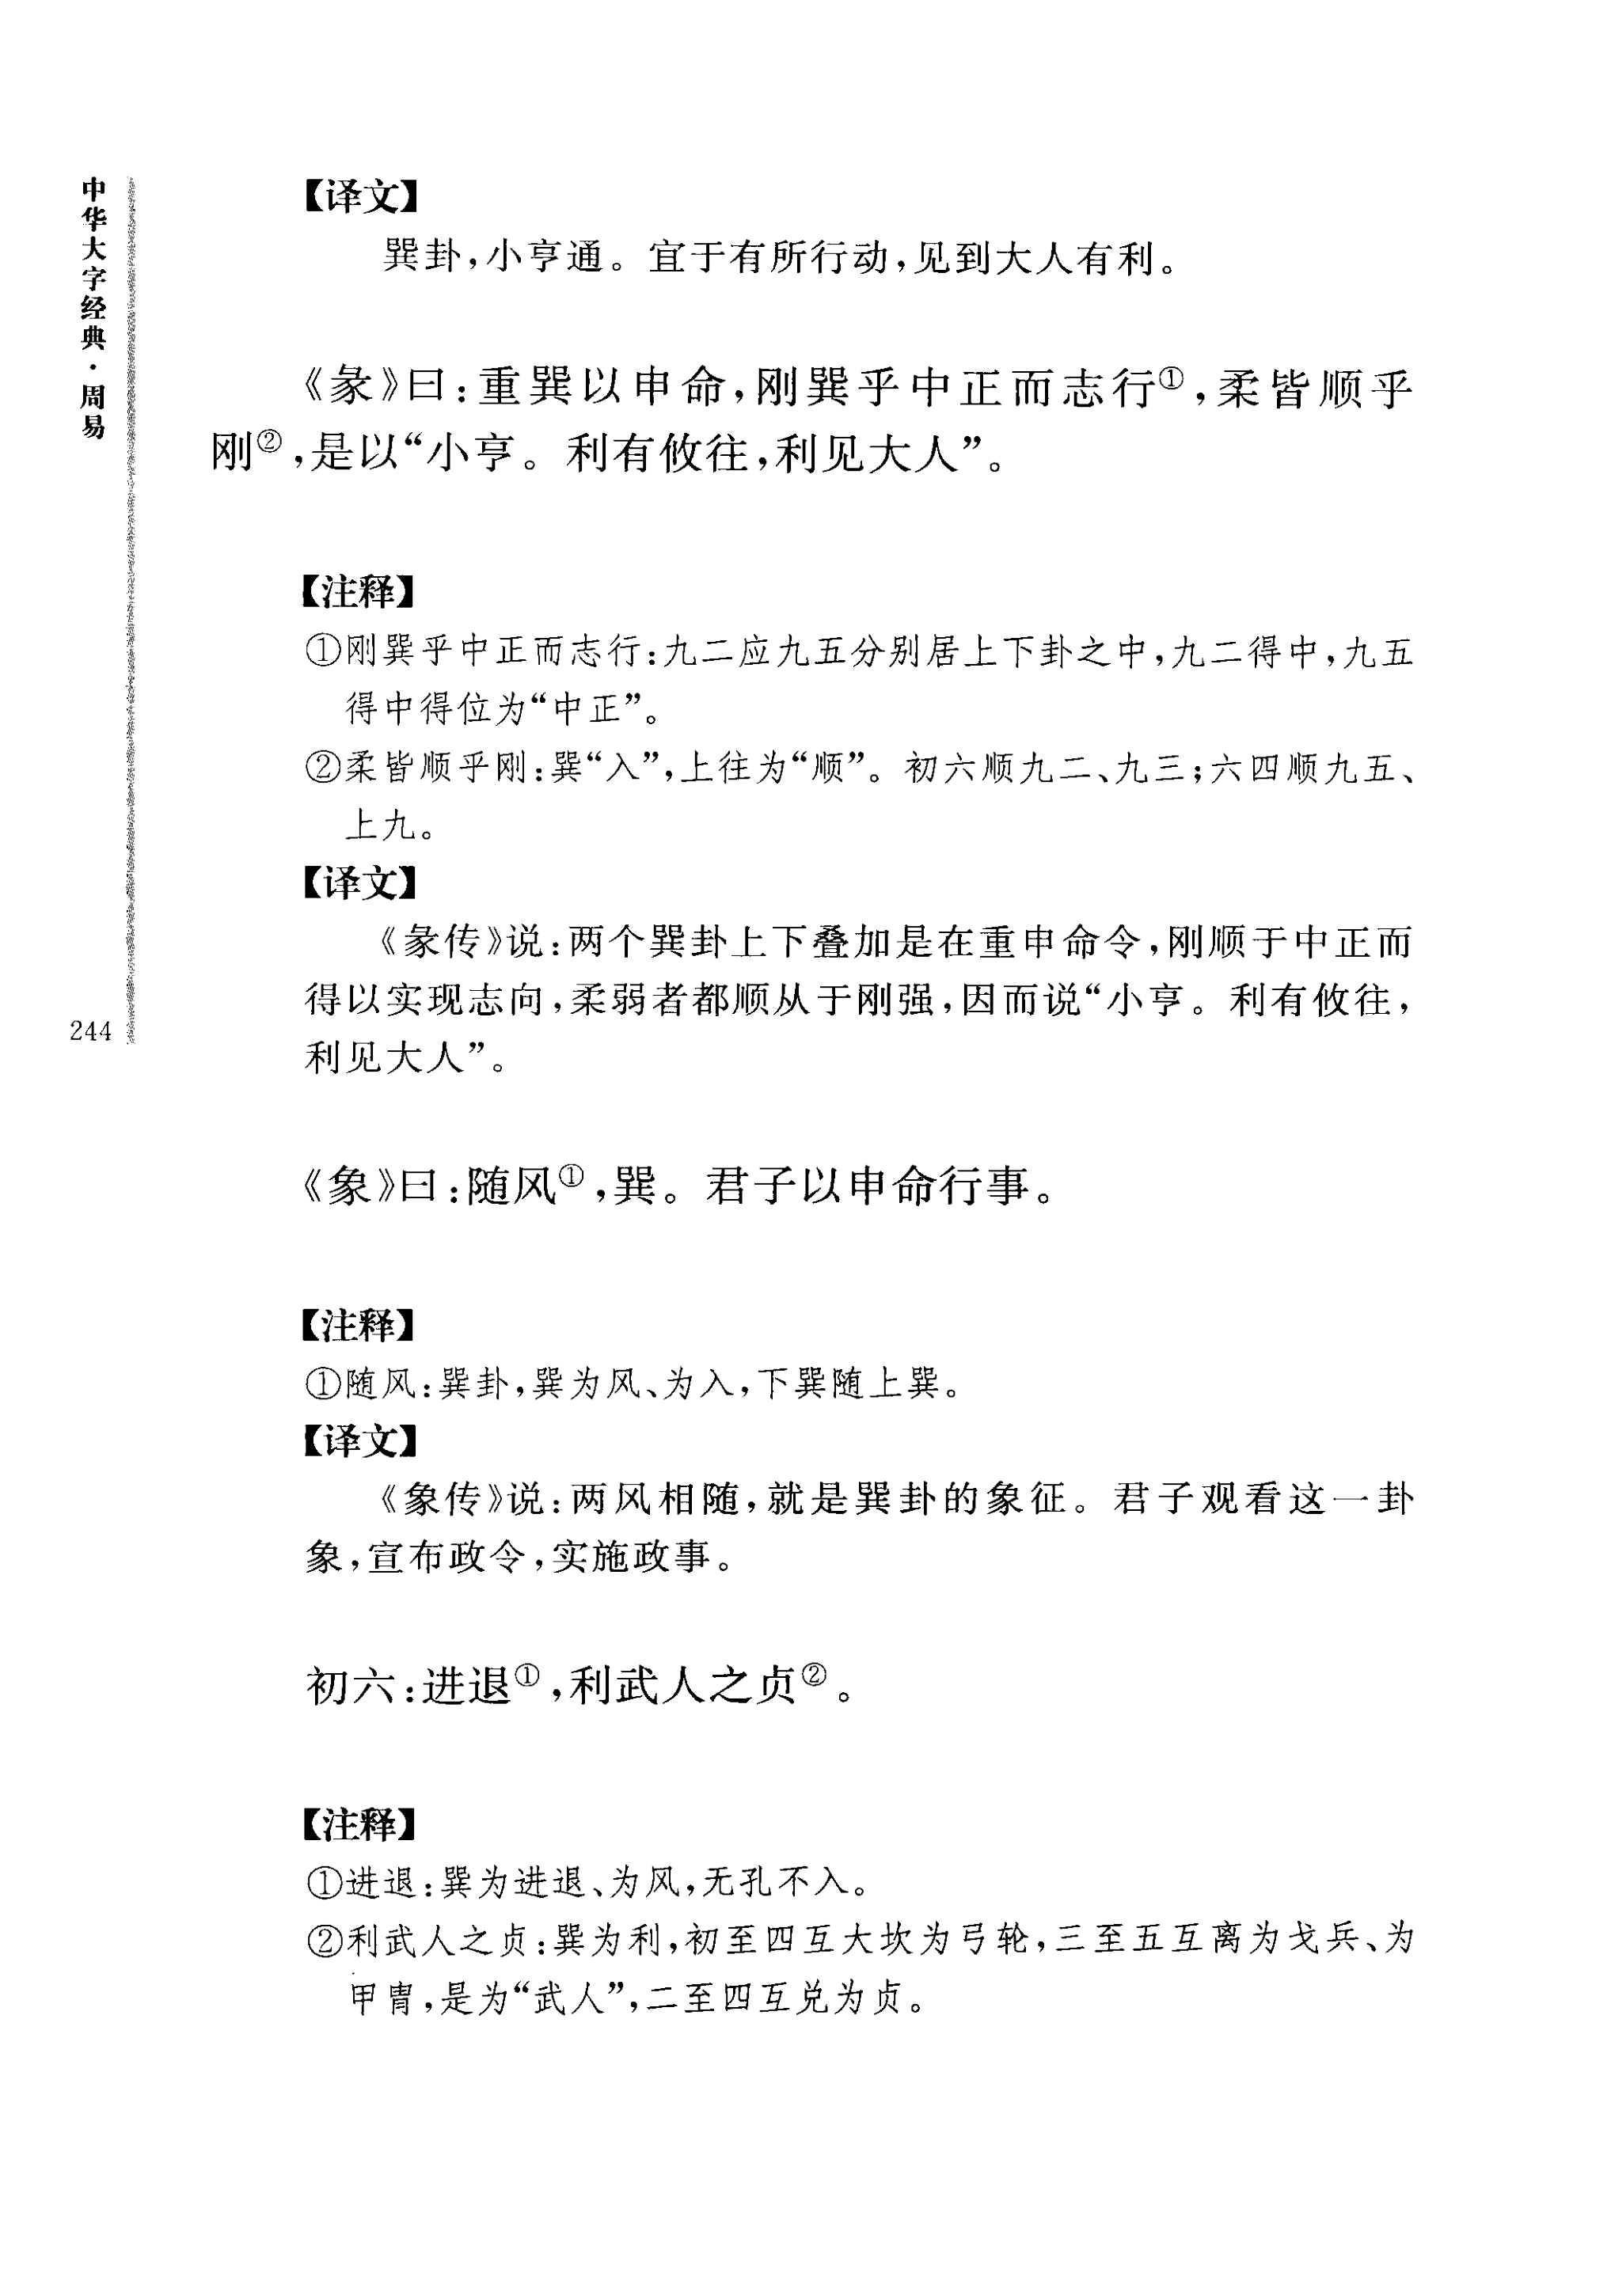 中华大字经典·周易
244
【译文】
巽卦，小亨通。宜于有所行动，见到大人有利。
《彖》曰：重巽以申命，刚巽乎中正而志行①，柔皆顺乎
刚②，是以“小亨。利有攸往，利见大人”。
【注释】
①刚巽乎中正而志行：九二应九五分别居上下卦之中，九二得中，九五
得中得位为“中正”。
②柔皆顺乎刚：巽“入”，上往为“顺”。初六顺九二、九三；六四顺九五、
上九。
【译文】
《彖传》说：两个巽卦上下叠加是在重申命令，刚顺于中正而
得以实现志向，柔弱者都顺从于刚强，因而说“小亨。利有攸往，
利见大人”。
《象》曰：随风①，巽。君子以申命行事。
【注释】
①随风：巽卦，巽为风、为入，下巽随上巽。
【译文】
《象传》说：两风相随，就是巽卦的象征。君子观看这一卦
象，宣布政令，实施政事。
初六：进退①，利武人之贞②。
【注释】
①进退：巽为进退、为风，无孔不入。
②利武人之贞：巽为利，初至四互大坎为弓轮，三至五互离为戈兵、为
甲胄，是为“武人”，二至四互兑为贞。